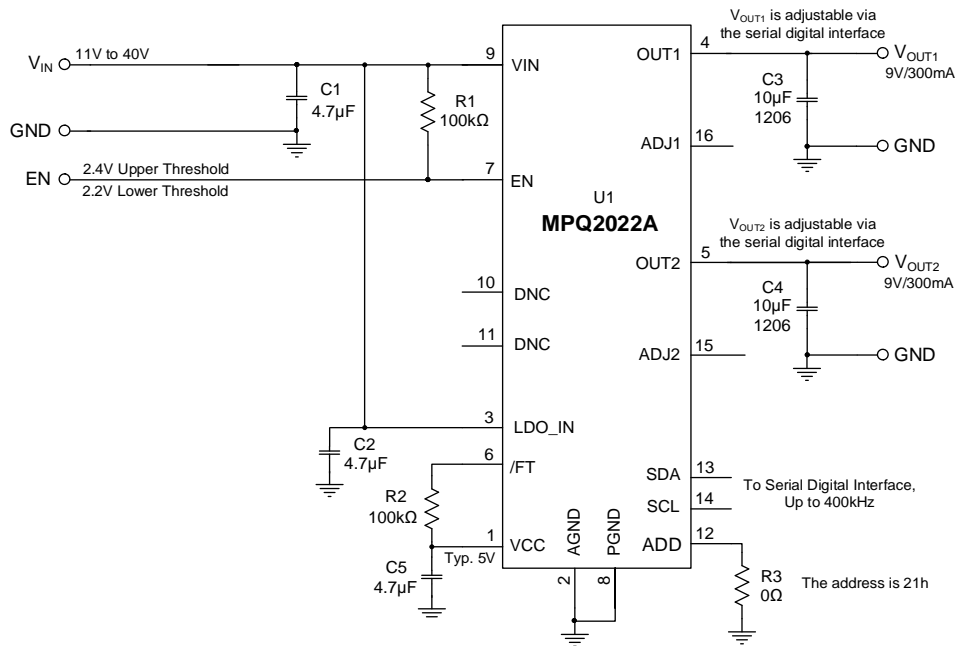 V_IN
11V to 40V
GND
EN
2.4V Upper Threshold
2.2V Lower Threshold
C1
4.7µF
R1
100kΩ
9
VIN
7
EN
10
DNC
11
DNC
3
LDO_IN
C2
4.7µF
6
/FT
R2
100kΩ
1
VCC
Typ. 5V
C5
4.7µF
U1
MPQ2022A
AGND
PGND
2
8
OUT1
4
V_OUT1 is adjustable via
the serial digital interface
V_OUT1
9V/300mA
C3
10µF
1206
GND
ADJ1
16
V_OUT2 is adjustable via
the serial digital interface
OUT2
5
V_OUT2
9V/300mA
C4
10µF
1206
GND
ADJ2
15
SDA
13
SCL
14
To Serial Digital Interface,
Up to 400kHz
ADD
12
R3
0Ω
The address is 21h